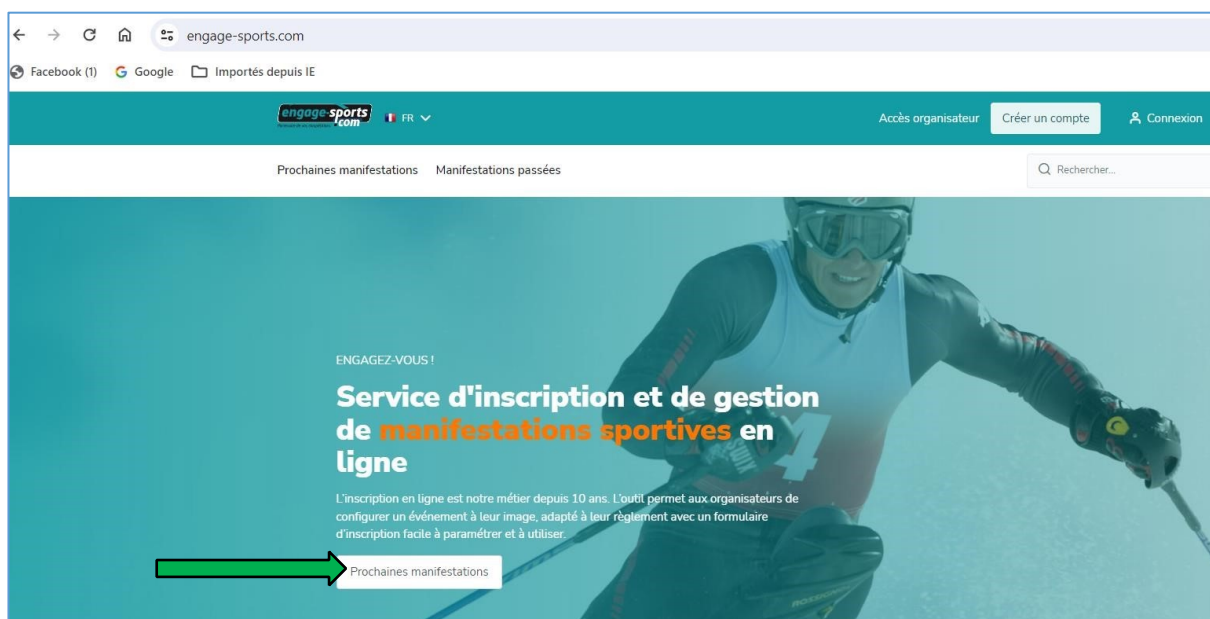 engage-sports.com
Facebook (1) Google Importés depuis IE
engage-sports
.com
FR
Accès organisateur Créer un compte Connexion
Prochaines manifestations Manifestations passées Rechercher...
ENGAGEZ-VOUS !
Service d'inscription et de gestion
de manifestations sportives en
ligne
L'inscription en ligne est notre métier depuis 10 ans. L'outil permet aux organisateurs de
configurer un événement à leur image, adapté à leur règlement avec un formulaire
d'inscription facile à paramétrer et à utiliser.
Prochaines manifestations
4
ROSSIGNOL